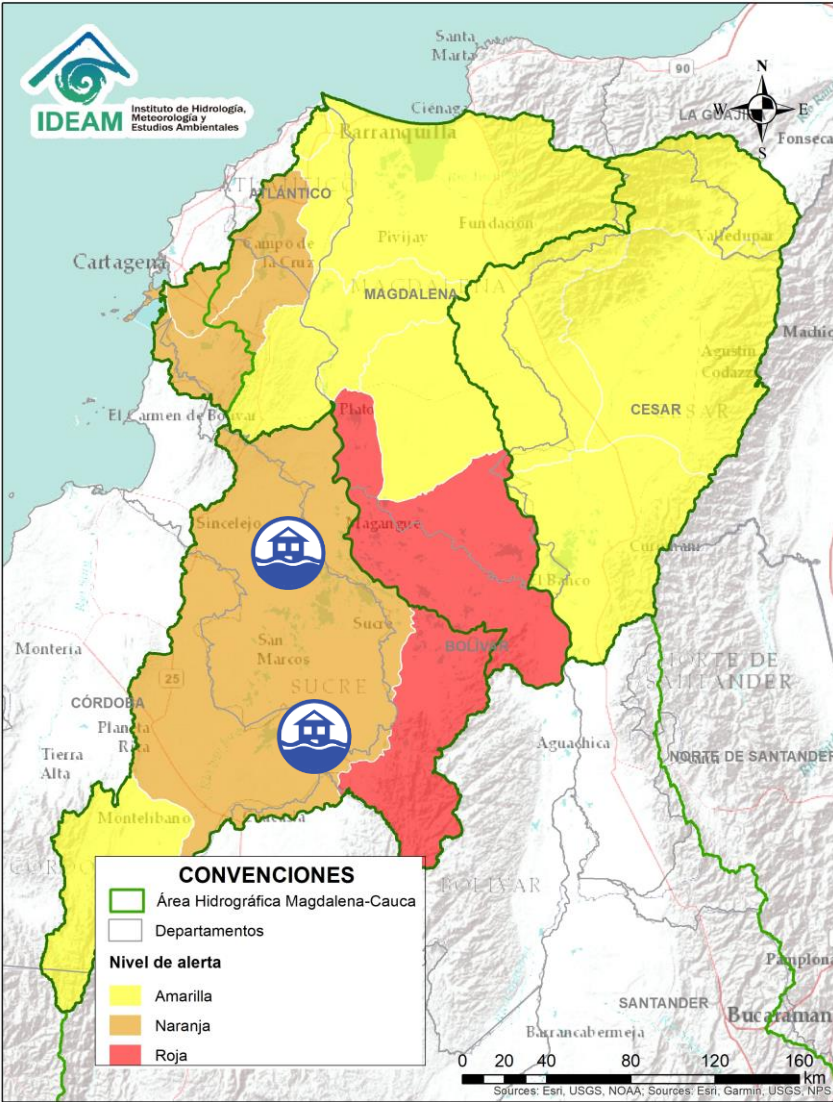 IDEAM
Instituto de Hidrología,
Meteorología y
Estudios Ambientales
Santa
Marta
90
N
W
E
S
LA GUAJI
Fonseca
Ciénaga
Barranquilla
ATLÁNTICO
Campo de
la Cruz
Pivijay
Fundación
Valledupar
Cartagena
MAGDALENA
MAGDALENA
Agustín
Codazzi
CESAR
CESAR
El Carmen de Bolívar
Plato
Sincelejo
Magangué
El Banco
Sucre
BOLÍVAR
San
Marcos
SUCRE
Montería
25
CÓRDOBA
Planeta
Rica
Tierra
Alta
NORTE DE
SANTANDER
Aguachica
NORTE DE SANTANDER
Montelíbano
BOLÍVAR
CONVENCIONES
Área Hidrográfica Magdalena-Cauca
Departamentos
Nivel de alerta
Amarilla
Naranja
Roja
Pamplona
SANTANDER
Bucaraman
Barrancabermeja
0 20 40 80 120 160
km
Sources: Esri, USGS, NOAA; Sources: Esri, Garmin, USGS, NPS